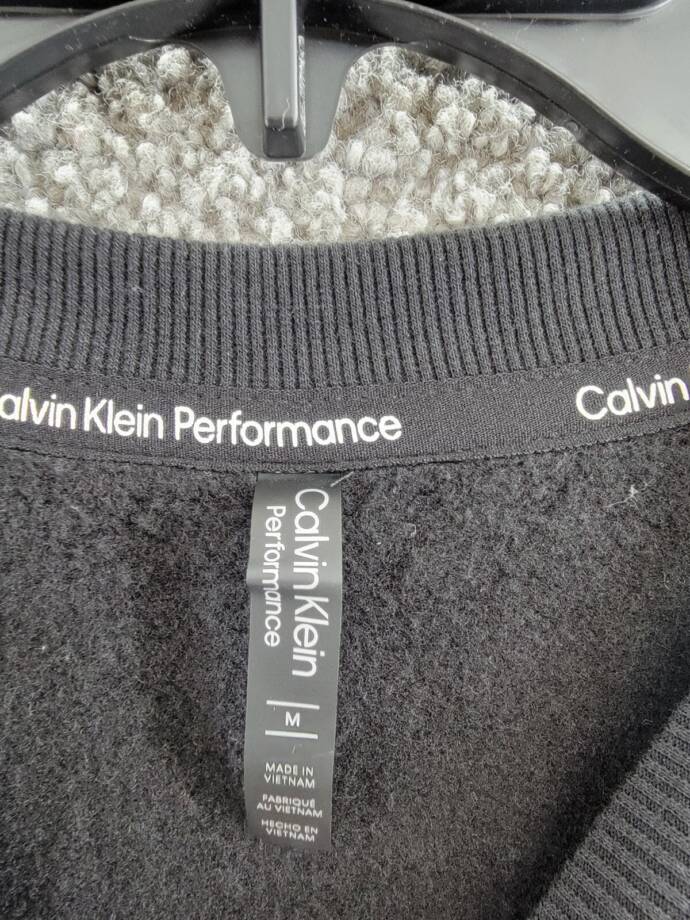 alvin Klein Performance
Calvin
Calvin Klein
Performance
M
MADE IN
VIETNAM
FABRIQUÉ
AU VIETNAM
HECHO EN
VIETNAM